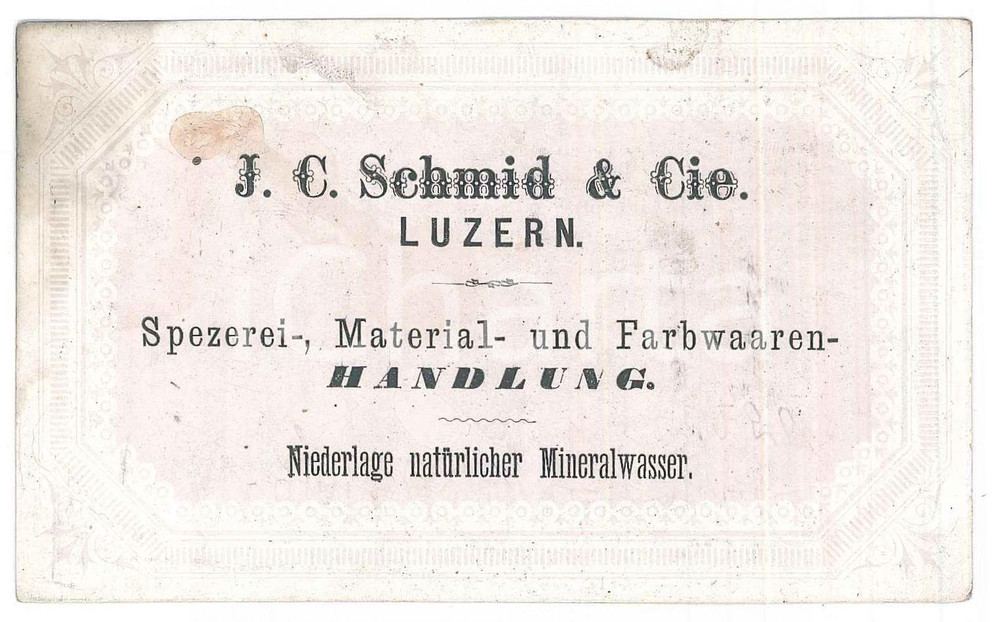 J. C. Schmid & Cie.
LUZERN.
Spezerei-, Material- und Farbwaaren-
HANDLUNG.
Niederlage natürlicher Mineralwasser.